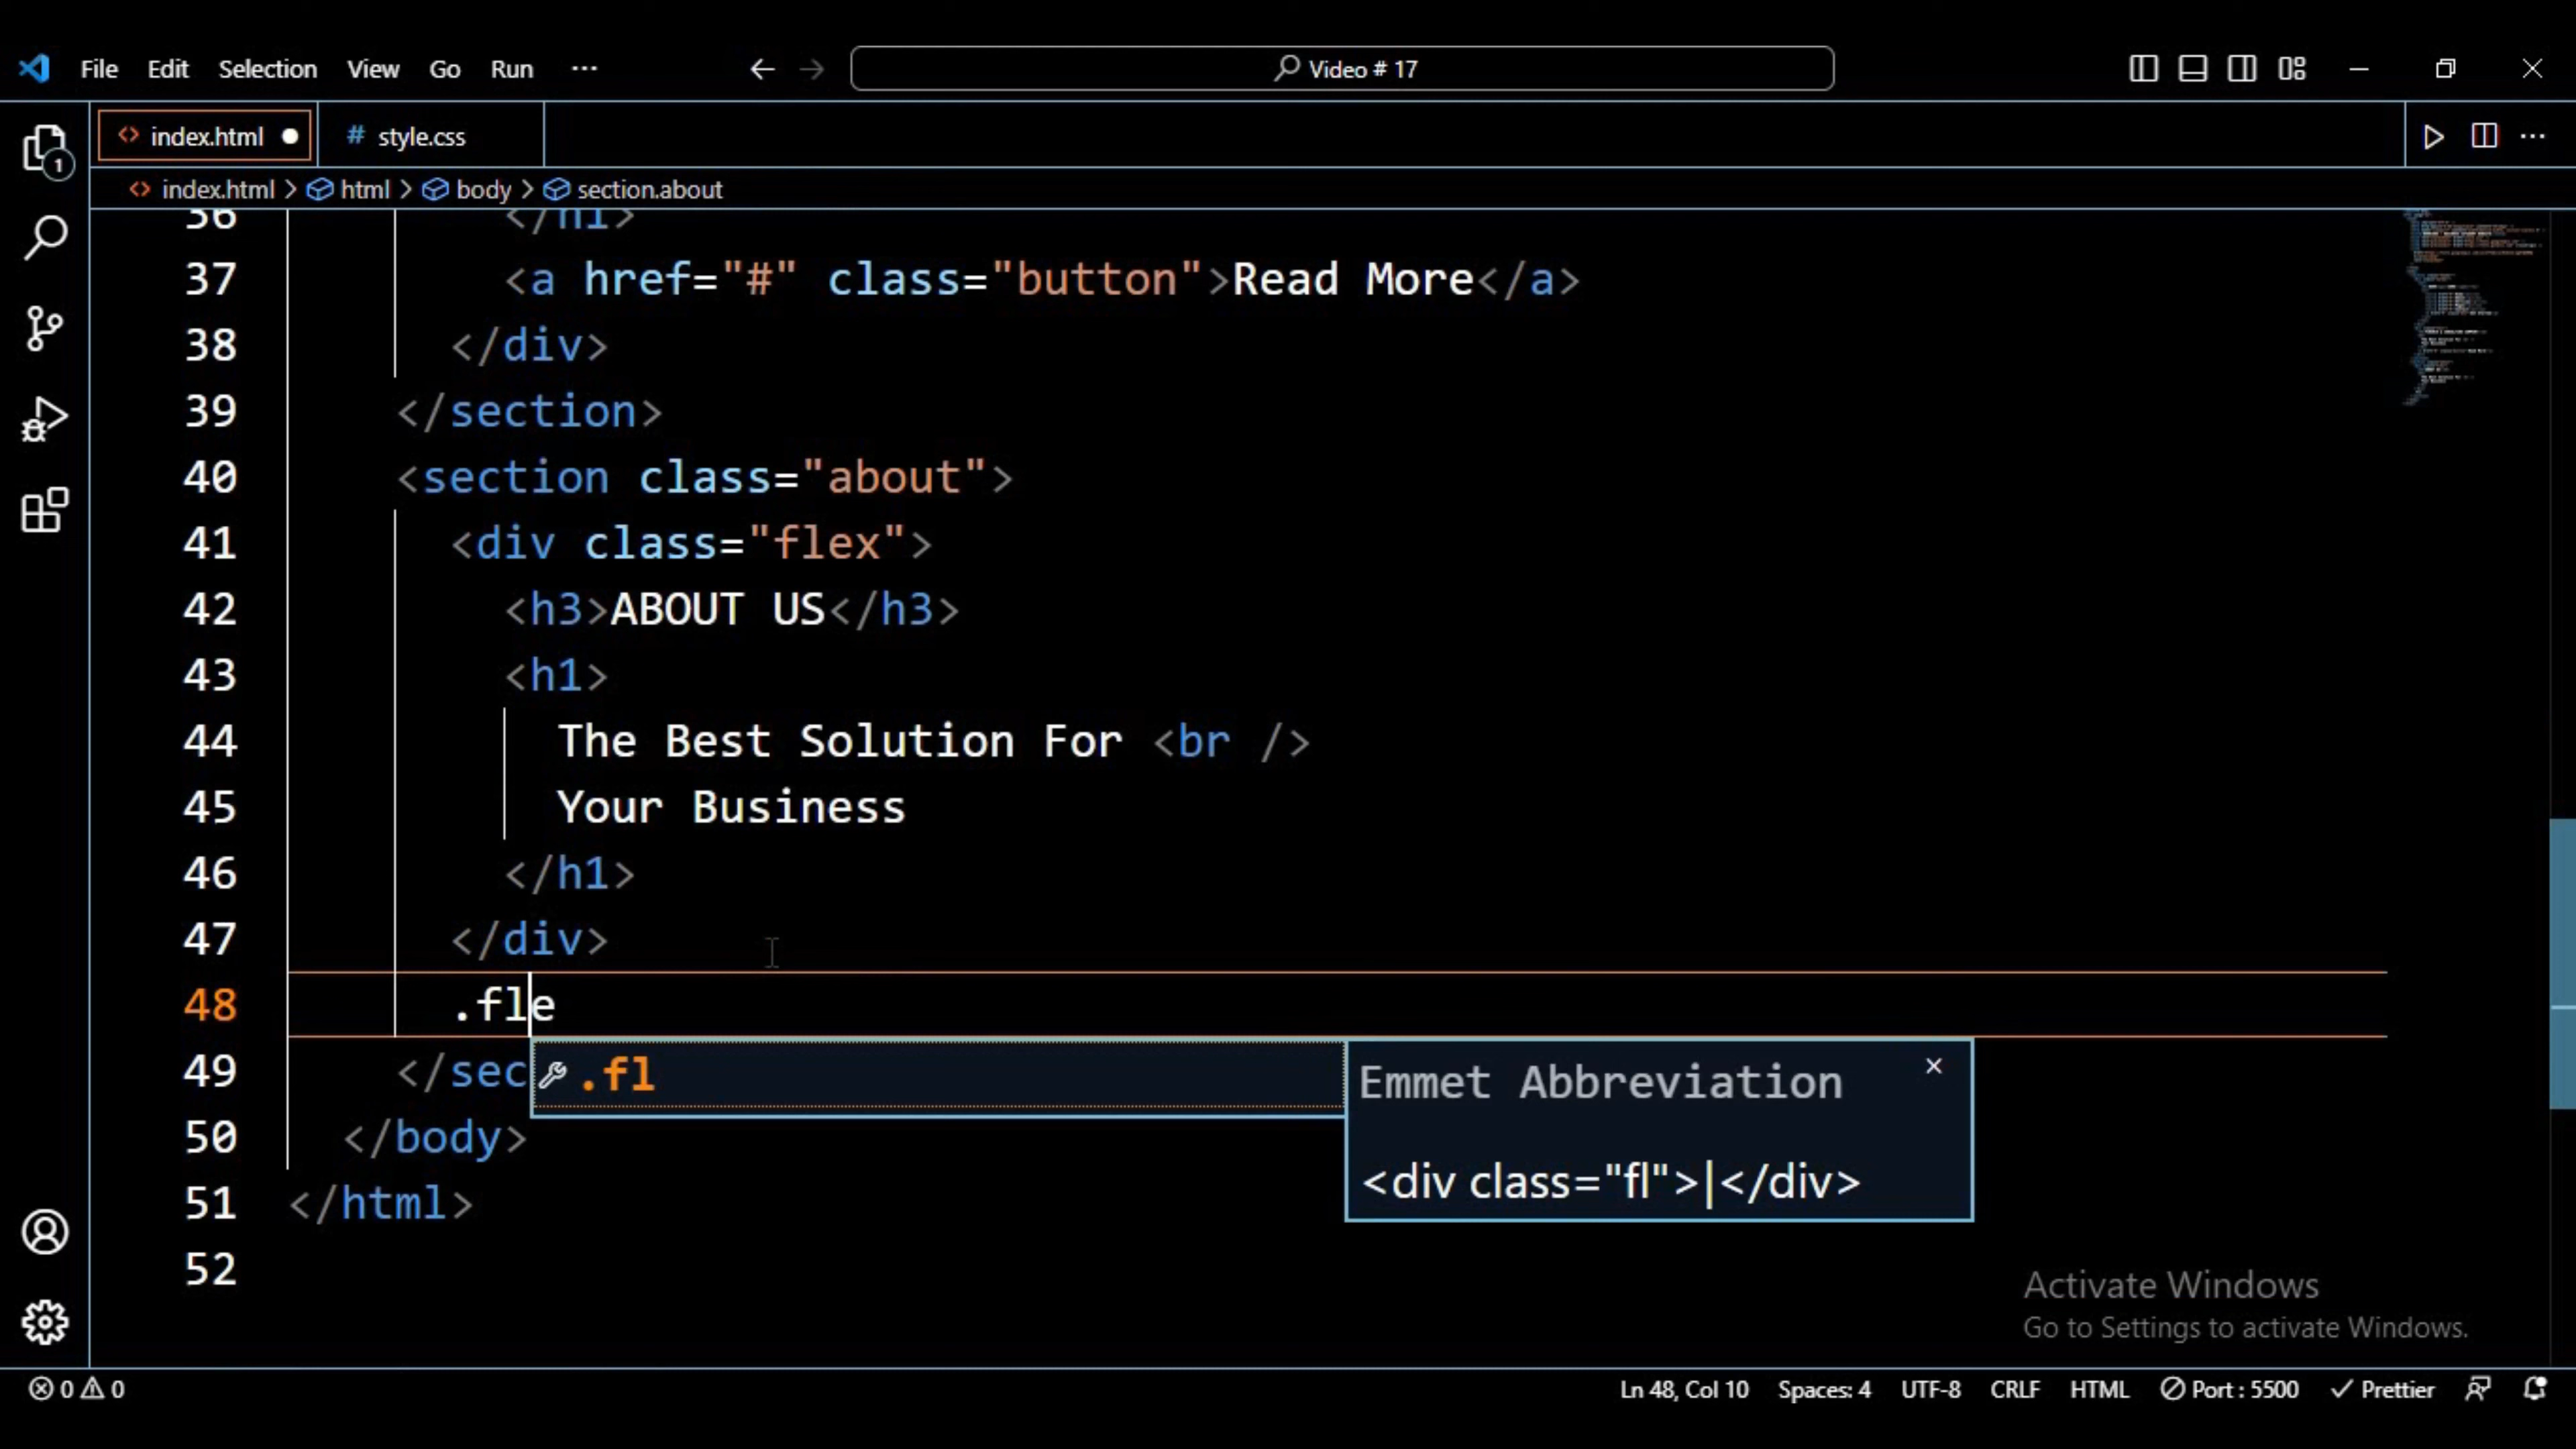 File Edit Selection View Go Run ··· Video # 17
index.html style.css
index.html > html > body > section.about
36 </h1>
37 <a href="#" class="button">Read More</a>
38 </div>
39 </section>
40 <section class="about">
41 <div class="flex">
42 <h3>ABOUT US</h3>
43 <h1>
44 The Best Solution For <br />
45 Your Business
46 </h1>
47 </div>
48 .fle
49 </sec
.fl
Emmet Abbreviation
<div class="fl">|</div>
50 </body>
51 </html>
52
Activate Windows
Go to Settings to activate Windows.
0 0 Ln 48, Col 10 Spaces: 4 UTF-8 CRLF HTML Port : 5500 Prettier
1